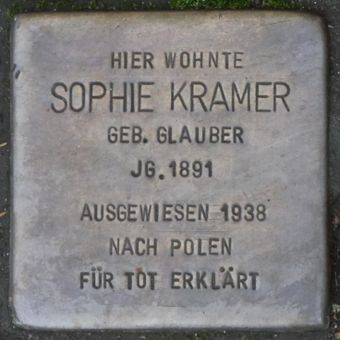 HIER WOHNTE
SOPHIE KRAMER
GEB. GLAUBER
JG. 1891
AUSGEWIESEN 1938
NACH POLEN
FÜR TOT ERKLÄRT